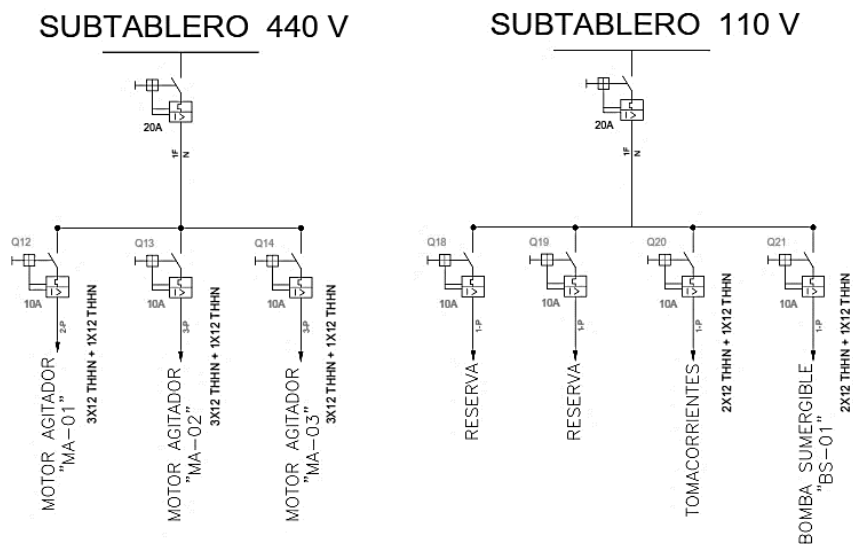 SUBTABLERO 440 V
20A
1F
N
Q12
10A
2-P
3X12 THHN + 1X12 THHN
MOTOR AGITADOR
"MA-01"
Q13
10A
3-P
3X12 THHN + 1X12 THHN
MOTOR AGITADOR
"MA-02"
Q14
10A
3-P
3X12 THHN + 1X12 THHN
MOTOR AGITADOR
"MA-03"
SUBTABLERO 110 V
20A
1F
N
Q18
10A
1-P
RESERVA
Q19
10A
1-P
RESERVA
Q20
10A
1-P
2X12 THHN + 1X12 THHN
TOMACORRIENTES
Q21
10A
1-P
2X12 THHN + 1X12 THHN
BOMBA SUMERGIBLE
"BS-01"